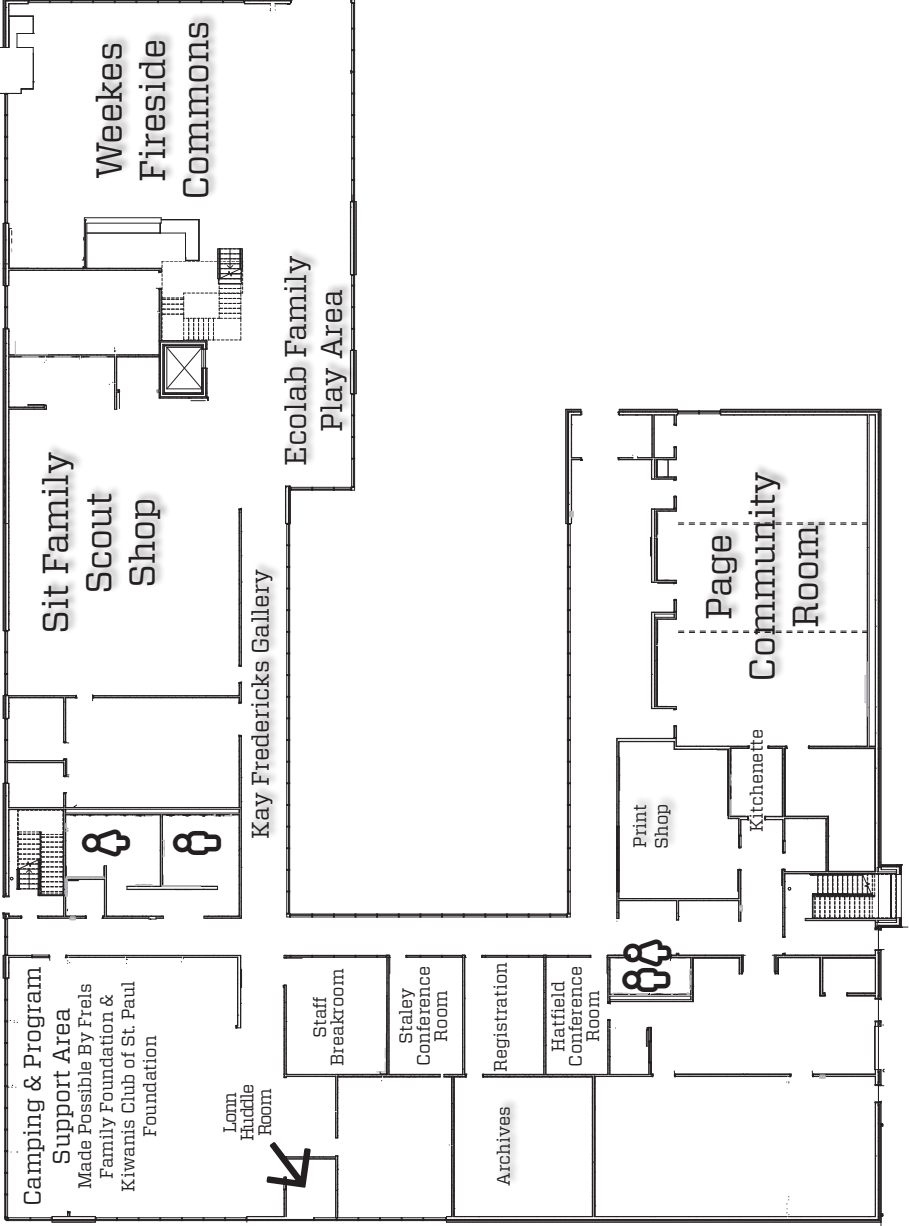 Weekes
Fireside
Commons
Ecolab Family
Play Area
Sit Family
Scout
Shop
Kay Fredericks Gallery
Page
Community
Room
Kitchenette
Print
Shop
Camping & Program
Support Area
Made Possible By Frels
Family Foundation &
Kiwanis Club of St. Paul
Foundation
Staff
Breakroom
Staley
Conference
Room
Registration
Hatfield
Conference
Room
Lonn
Huddle
Room
Archives